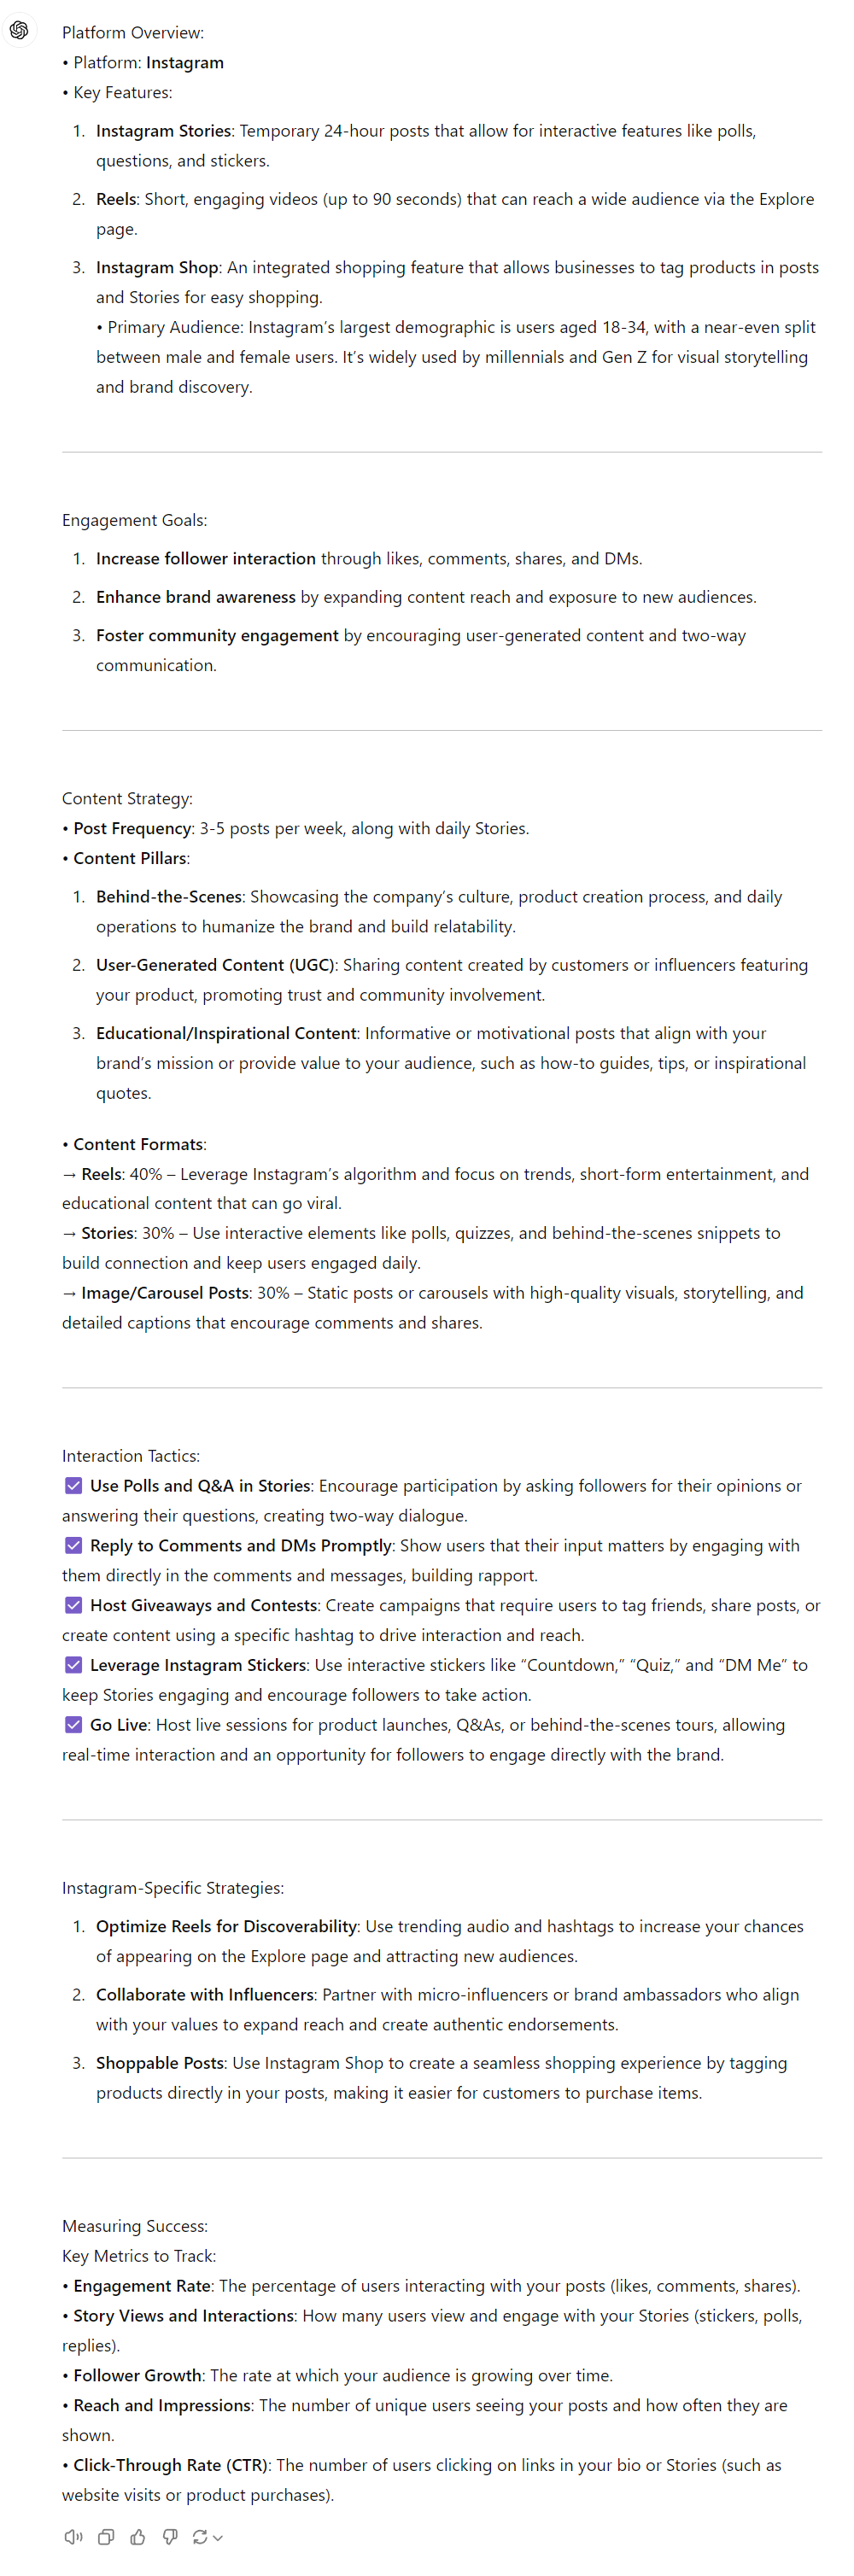 Platform Overview:
• Platform: Instagram
• Key Features:
1. Instagram Stories: Temporary 24-hour posts that allow for interactive features like polls,
questions, and stickers.
2. Reels: Short, engaging videos (up to 90 seconds) that can reach a wide audience via the Explore
page.
3. Instagram Shop: An integrated shopping feature that allows businesses to tag products in posts
and Stories for easy shopping.
• Primary Audience: Instagram’s largest demographic is users aged 18-34, with a near-even split
between male and female users. It’s widely used by millennials and Gen Z for visual storytelling
and brand discovery.
Engagement Goals:
1. Increase follower interaction through likes, comments, shares, and DMs.
2. Enhance brand awareness by expanding content reach and exposure to new audiences.
3. Foster community engagement by encouraging user-generated content and two-way
communication.
Content Strategy:
• Post Frequency: 3-5 posts per week, along with daily Stories.
• Content Pillars:
1. Behind-the-Scenes: Showcasing the company’s culture, product creation process, and daily
operations to humanize the brand and build relatability.
2. User-Generated Content (UGC): Sharing content created by customers or influencers featuring
your product, promoting trust and community involvement.
3. Educational/Inspirational Content: Informative or motivational posts that align with your
brand’s mission or provide value to your audience, such as how-to guides, tips, or inspirational
quotes.
• Content Formats:
→ Reels: 40% – Leverage Instagram’s algorithm and focus on trends, short-form entertainment, and
educational content that can go viral.
→ Stories: 30% – Use interactive elements like polls, quizzes, and behind-the-scenes snippets to
build connection and keep users engaged daily.
→ Image/Carousel Posts: 30% – Static posts or carousels with high-quality visuals, storytelling, and
detailed captions that encourage comments and shares.
Interaction Tactics:
☑ Use Polls and Q&A in Stories: Encourage participation by asking followers for their opinions or
answering their questions, creating two-way dialogue.
☑ Reply to Comments and DMs Promptly: Show users that their input matters by engaging with
them directly in the comments and messages, building rapport.
☑ Host Giveaways and Contests: Create campaigns that require users to tag friends, share posts, or
create content using a specific hashtag to drive interaction and reach.
☑ Leverage Instagram Stickers: Use interactive stickers like “Countdown,” “Quiz,” and “DM Me” to
keep Stories engaging and encourage followers to take action.
☑ Go Live: Host live sessions for product launches, Q&As, or behind-the-scenes tours, allowing
real-time interaction and an opportunity for followers to engage directly with the brand.
Instagram-Specific Strategies:
1. Optimize Reels for Discoverability: Use trending audio and hashtags to increase your chances
of appearing on the Explore page and attracting new audiences.
2. Collaborate with Influencers: Partner with micro-influencers or brand ambassadors who align
with your values to expand reach and create authentic endorsements.
3. Shoppable Posts: Use Instagram Shop to create a seamless shopping experience by tagging
products directly in your posts, making it easier for customers to purchase items.
Measuring Success:
Key Metrics to Track:
• Engagement Rate: The percentage of users interacting with your posts (likes, comments, shares).
• Story Views and Interactions: How many users view and engage with your Stories (stickers, polls,
replies).
• Follower Growth: The rate at which your audience is growing over time.
• Reach and Impressions: The number of unique users seeing your posts and how often they are
shown.
• Click-Through Rate (CTR): The number of users clicking on links in your bio or Stories (such as
website visits or product purchases).